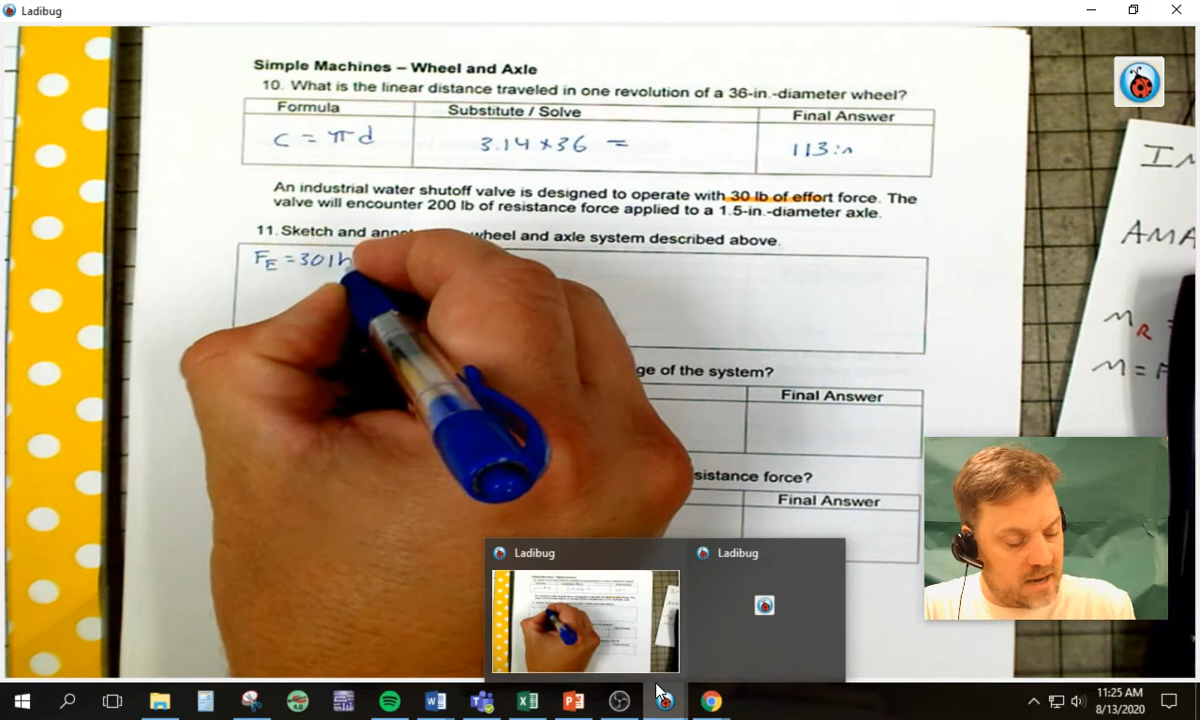 Ladibug
Simple Machines – Wheel and Axle
10. What is the linear distance traveled in one revolution of a 36-in.-diameter wheel?
Formula Substitute / Solve Final Answer
C = πd 3.14 x 36 = 113 in
An industrial water shutoff valve is designed to operate with 30 lb of effort force. The
valve will encounter 200 lb of resistance force applied to a 1.5-in.-diameter axle.
11. Sketch and wheel and axle system described above.
FE = 30 lb
ge of the system?
Final Answer
sistance force?
Final Answer
AMA
MR =
M = F
Ladibug Ladibug
11:25 AM
8/13/2020